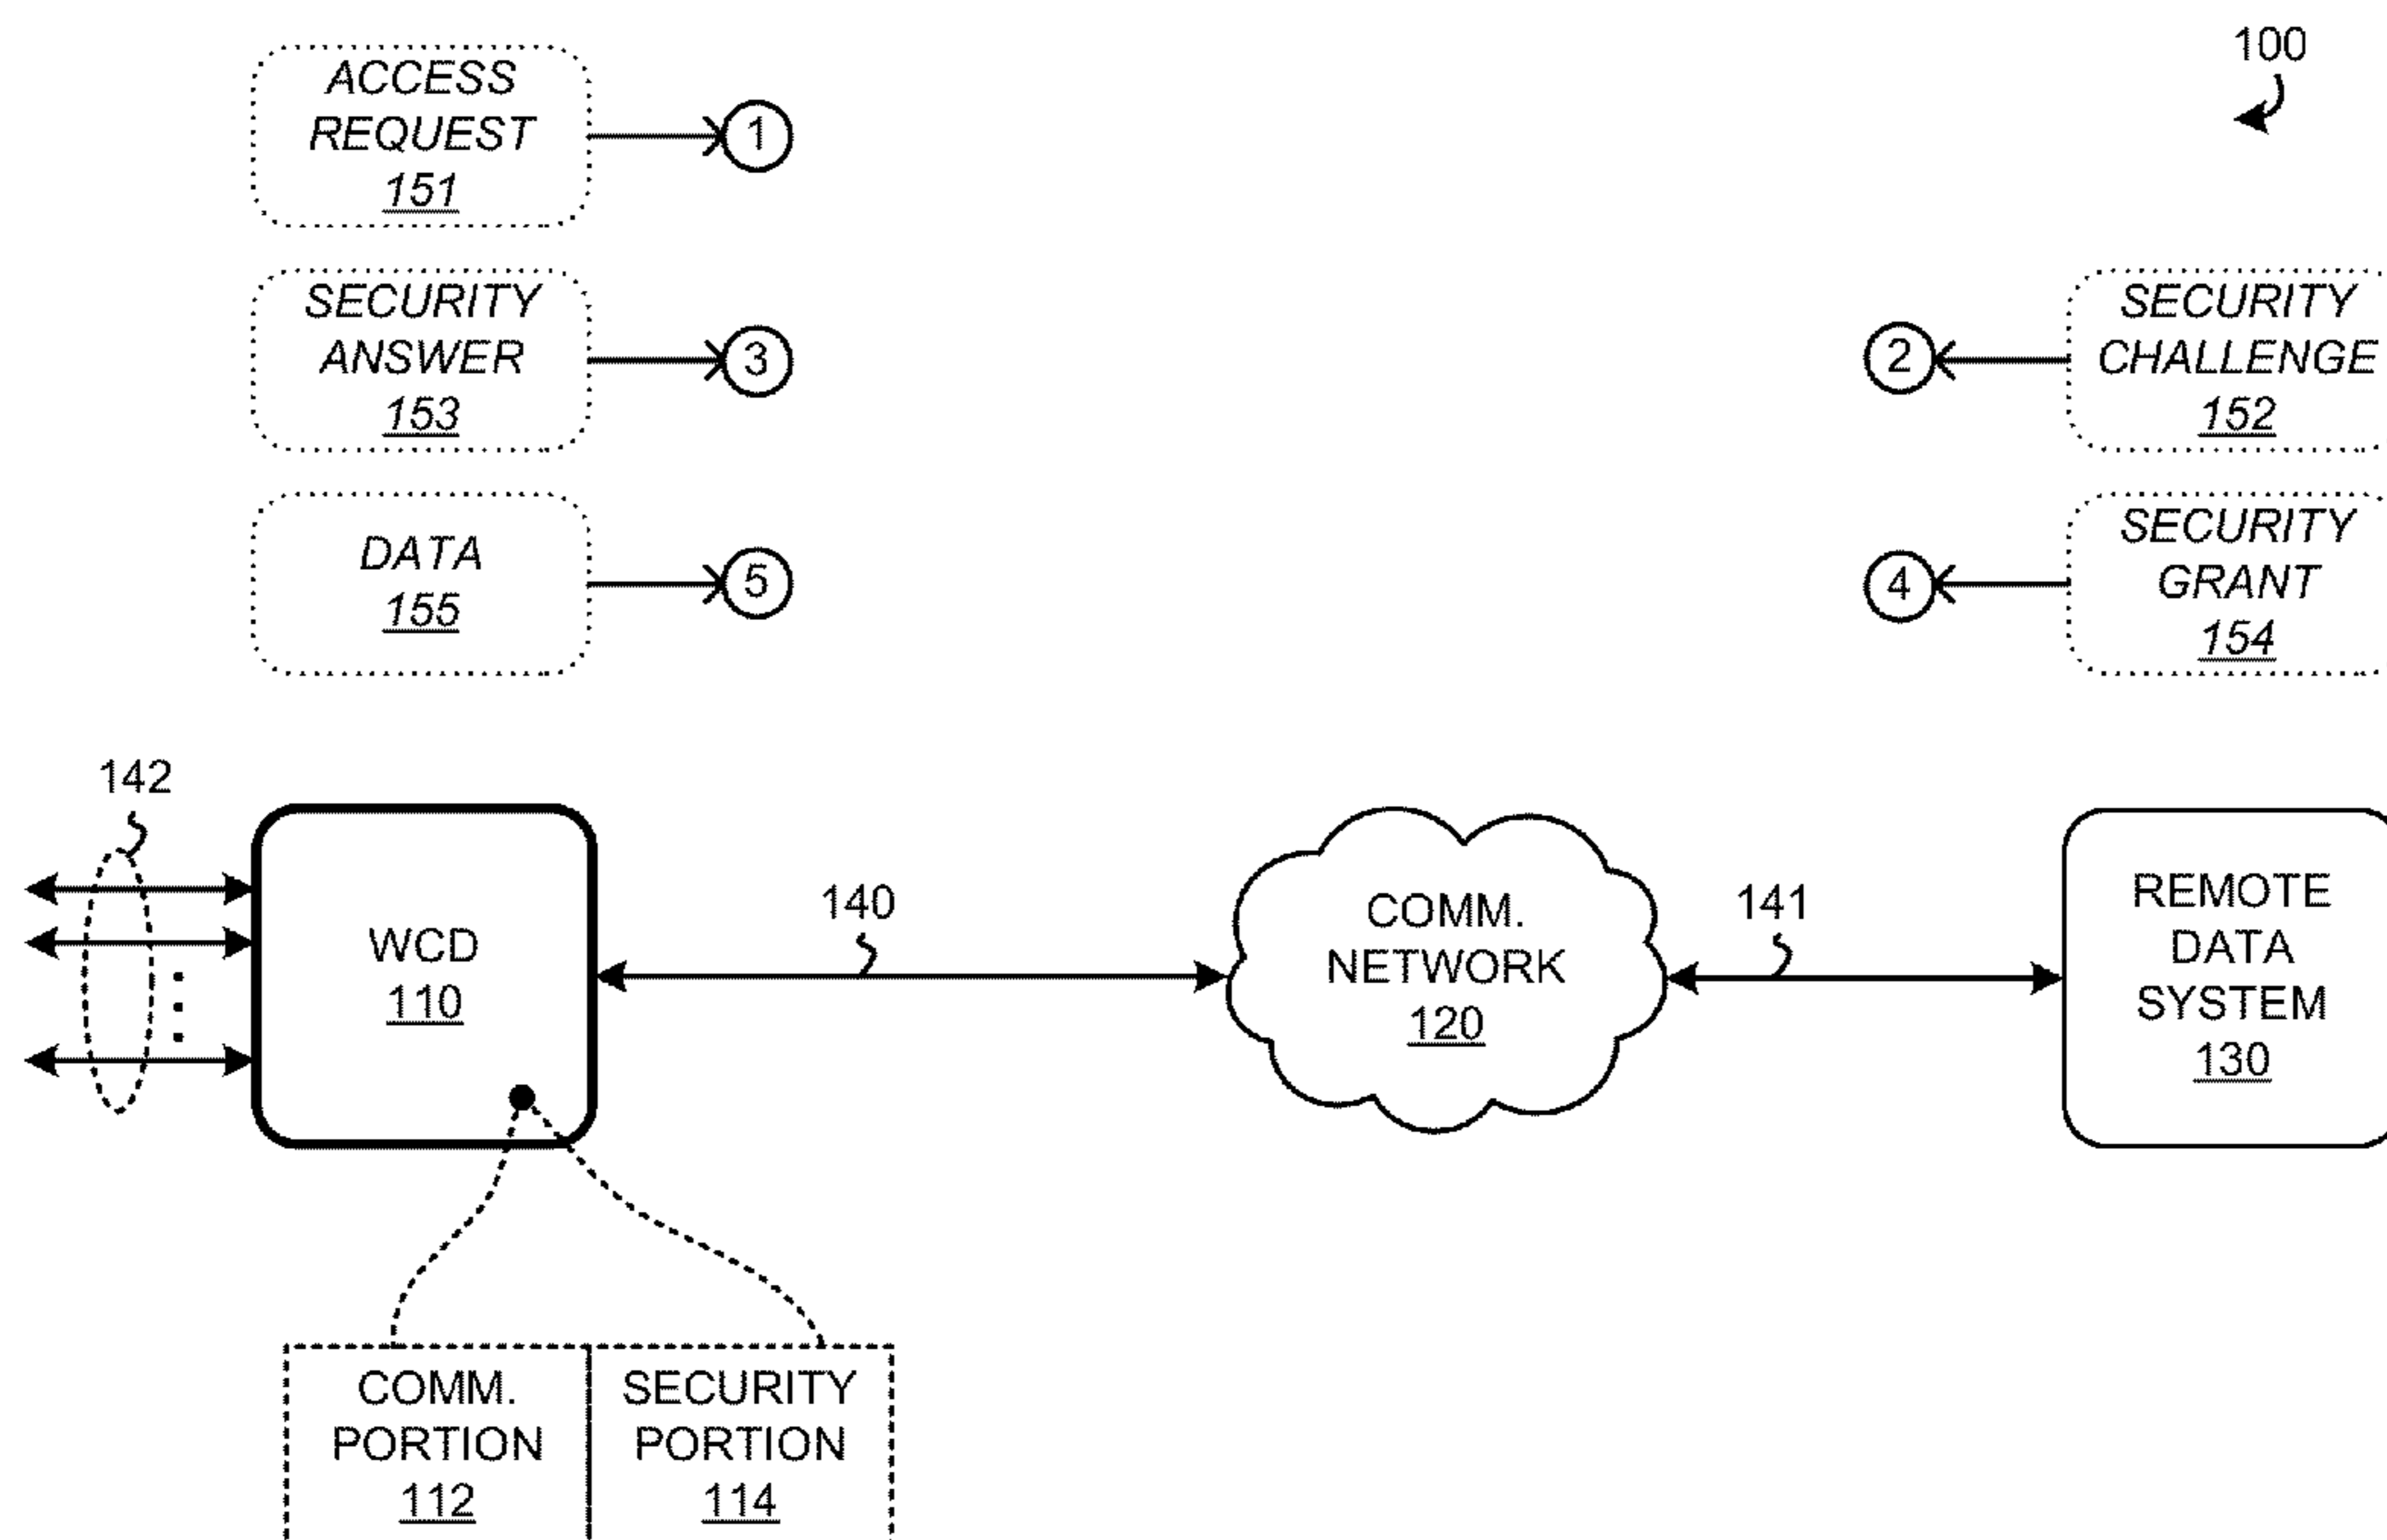 100
ACCESS
REQUEST
151
1
SECURITY
ANSWER
153
3
2
SECURITY
CHALLENGE
152
DATA
155
5
4
SECURITY
GRANT
154
142
WCD
110
140
COMM.
NETWORK
120
141
REMOTE
DATA
SYSTEM
130
COMM.
PORTION
112
SECURITY
PORTION
114